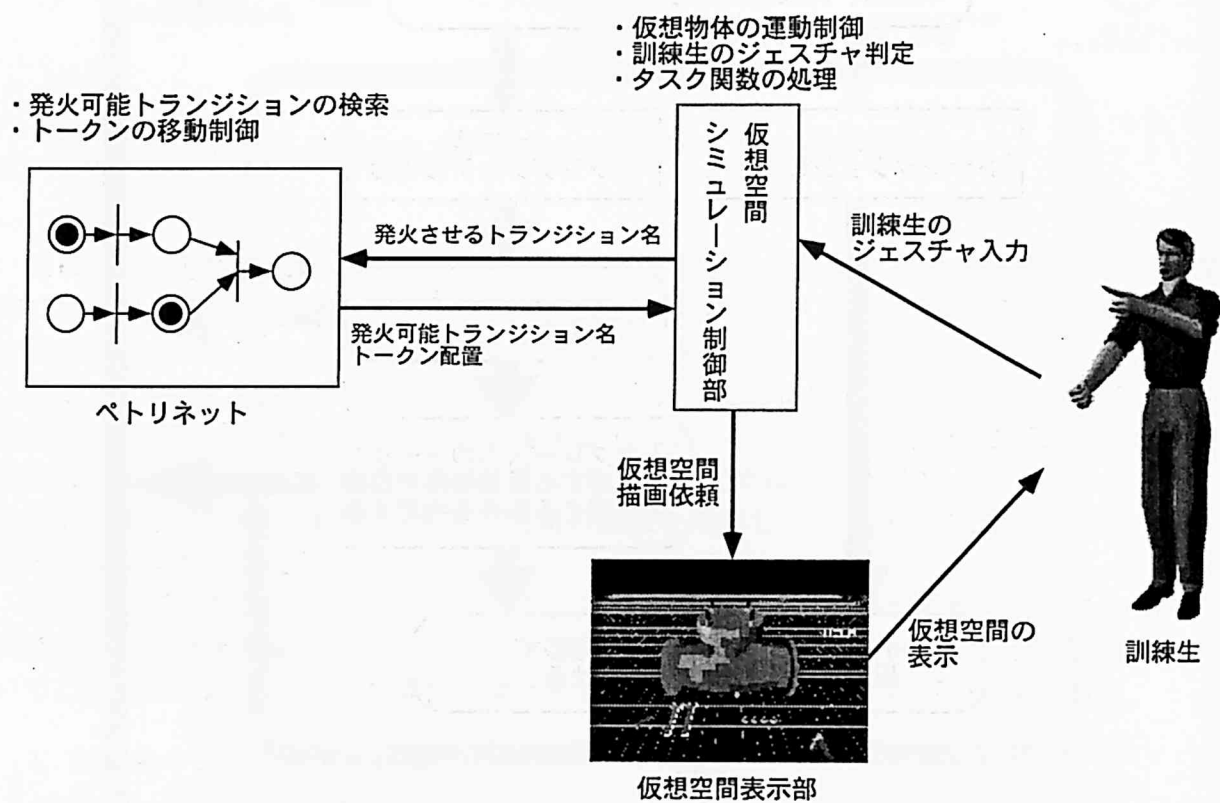 ・仮想物体の運動制御
・訓練生のジェスチャ判定
・タスク関数の処理
・発火可能トランジションの検索
・トークンの移動制御
仮想空間
シミュレーション制御部
発火させるトランジション名
発火可能トランジション名
トークン配置
ペトリネット
訓練生の
ジェスチャ入力
仮想空間
描画依頼
仮想空間の
表示
訓練生
仮想空間表示部